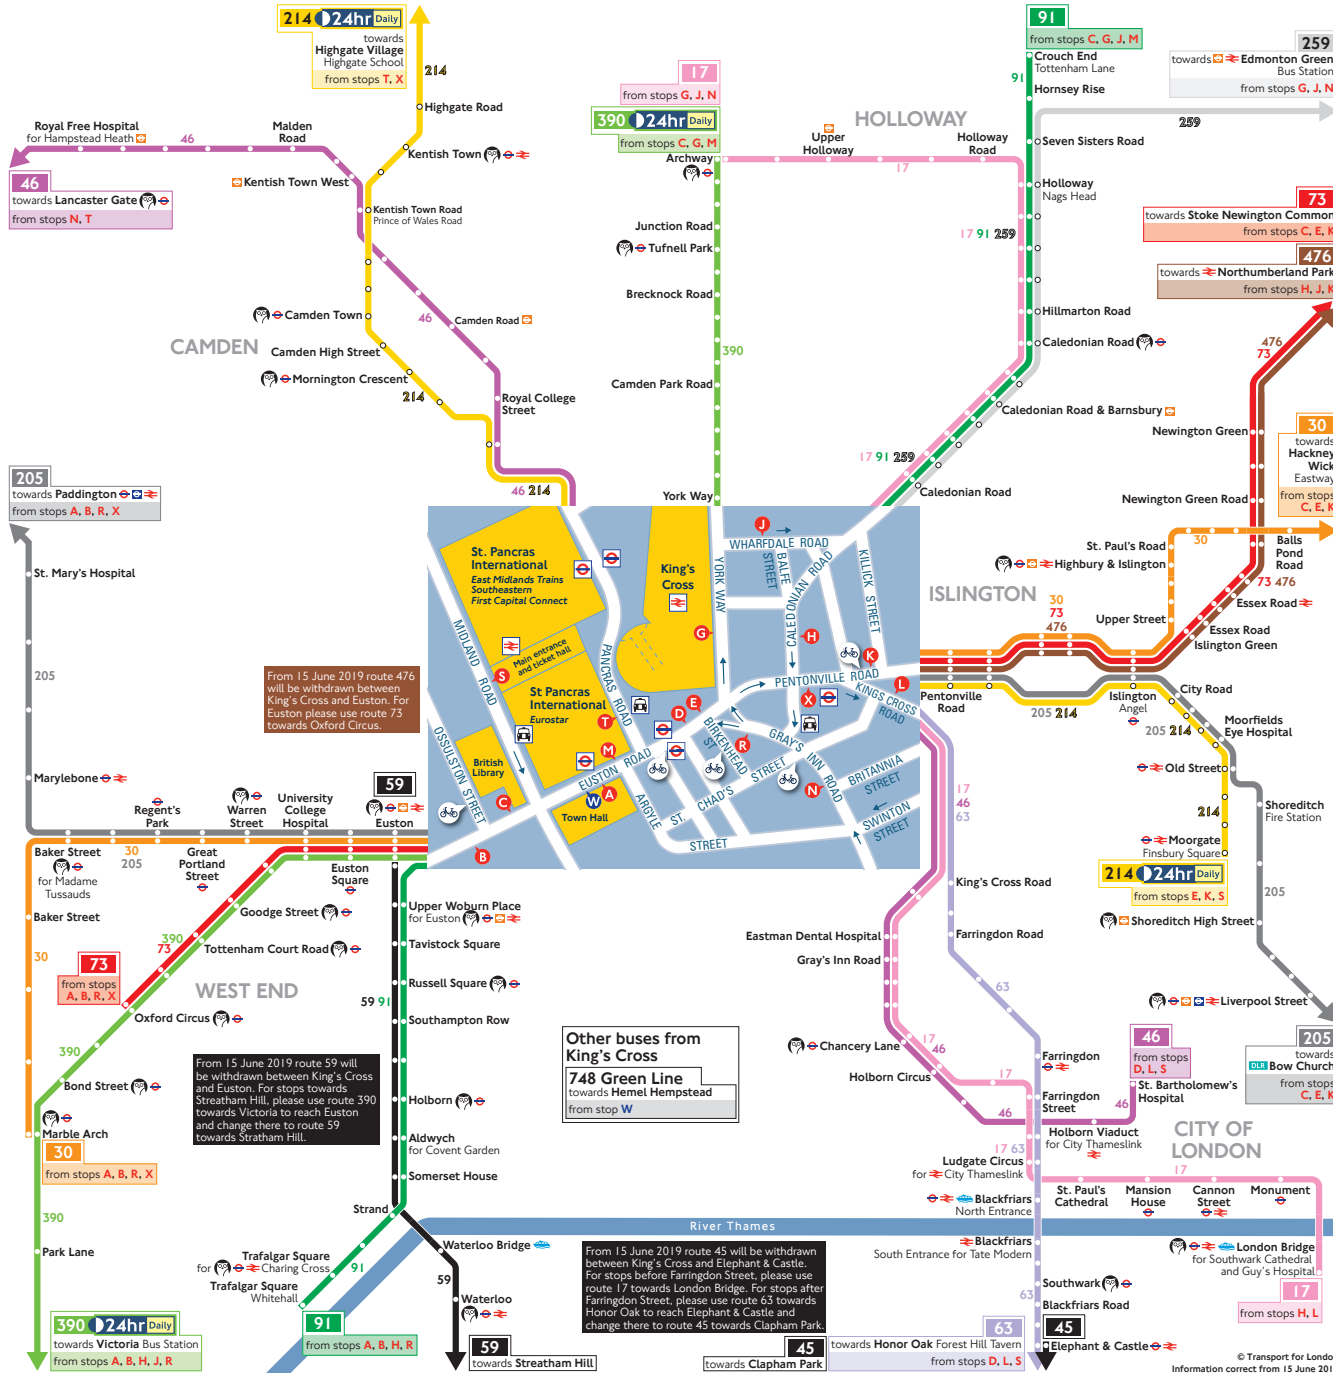 214 24hr Daily
towards
Highgate Village
Highgate School
from stops T, X
214
Highgate Road
Kentish Town
Royal Free Hospital
for Hampstead Heath
46
Malden
Road
46
towards Lancaster Gate
from stops N, T
Kentish Town West
Kentish Town Road
Prince of Wales Road
Camden Town
CAMDEN
Camden High Street
Mornington Crescent
214
46
Camden Road
Royal College
Street
46 214
17
from stops G, J, N
390 24hr Daily
from stops C, G, M
Archway
Junction Road
Tufnell Park
Brecknock Road
390
Camden Park Road
York Way
HOLLOWAY
Upper
Holloway
Holloway
Road
17
91
from stops C, G, J, M
Crouch End
Tottenham Lane
91
Hornsey Rise
259
towards Edmonton Green
Bus Station
from stops G, J, N
259
Seven Sisters Road
Holloway
Nags Head
17 91 259
Hillmarton Road
Caledonian Road
Caledonian Road & Barnsbury
17 91 259
Caledonian Road
73
towards Stoke Newington Common
from stops C, E, K
476
towards Northumberland Park
from stops H, J, K
476
73
Newington Green
Newington Green Road
30
towards
Hackney
Wick
Eastway
from stops
C, E, K
30
Balls
Pond
Road
St. Paul's Road
Highbury & Islington
73 476
Essex Road
Upper Street
Essex Road
Islington Green
ISLINGTON
30
73
476
Pentonville
Road
205 214
Islington
Angel
City Road
205 214
Moorfields
Eye Hospital
Old Street
214
Shoreditch
Fire Station
Moorgate
Finsbury Square
214 24hr Daily
from stops E, K, S
205
Shoreditch High Street
Liverpool Street
205
towards
DLR Bow Church
from stops
C, E, K
205
towards Paddington
from stops A, B, R, X
St. Mary's Hospital
205
Marylebone
From 15 June 2019 route 476
will be withdrawn between
King's Cross and Euston. For
Euston please use route 73
towards Oxford Circus.
59
Euston
Regent's
Park
Warren
Street
University
College
Hospital
Baker Street
for Madame
Tussauds
30
205
Great
Portland
Street
Euston
Square
Baker Street
30
Goodge Street
Tottenham Court Road
390
73
73
from stops
A, B, R, X
WEST END
Oxford Circus
390
Bond Street
Marble Arch
30
from stops A, B, R, X
390
Park Lane
390 24hr Daily
towards Victoria Bus Station
from stops A, B, H, J, R
Upper Woburn Place
for Euston
Tavistock Square
Russell Square
59 91
Southampton Row
From 15 June 2019 route 59 will
be withdrawn between King's Cross
and Euston. For stops towards
Streatham Hill, please use route 390
towards Victoria to reach Euston
and change there to route 59
towards Stratham Hill.
Holborn
Aldwych
for Covent Garden
Somerset House
Strand
Trafalgar Square
for Charing Cross
91
Trafalgar Square
Whitehall
91
from stops A, B, H, R
Waterloo Bridge
59
Waterloo
59
towards Streatham Hill
St. Pancras
International
East Midlands Trains
Southeastern
First Capital Connect
King's
Cross
Main entrance
and ticket hall
St Pancras
International
Eurostar
British
Library
Town Hall
MIDLAND ROAD
OSSULSTON STREET
PANCRAS ROAD
EUSTON ROAD
ARGYLE STREET
YORK WAY
WHARFDALE ROAD
BALFE STREET
CALEDONIAN ROAD
KILLICK STREET
PENTONVILLE ROAD
KINGS CROSS ROAD
BIRKENHEAD ST
GRAY'S INN ROAD
ST. CHAD'S STREET
BRITANNIA STREET
SWINTON STREET
J
G
H
K
L
S
T
E
D
X
R
M
A
W
C
N
B
Other buses from
King's Cross
748 Green Line
towards Hemel Hempstead
from stop W
17
46
63
King's Cross Road
Farringdon Road
Eastman Dental Hospital
Gray's Inn Road
63
Chancery Lane
17
46
Holborn Circus
17
Farringdon
Farringdon
Street
46
46
46
from stops
D, L, S
St. Bartholomew's
Hospital
Holborn Viaduct
for City Thameslink
CITY OF
LONDON
17 63
Ludgate Circus
for City Thameslink
17
St. Paul's
Cathedral
Mansion
House
Cannon
Street
Monument
Blackfriars
North Entrance
River Thames
Blackfriars
South Entrance for Tate Modern
London Bridge
for Southwark Cathedral
and Guy's Hospital
17
from stops H, L
Southwark
63
Blackfriars Road
45
Elephant & Castle
From 15 June 2019 route 45 will be withdrawn
between King's Cross and Elephant & Castle.
For stops before Farringdon Street, please use
route 17 towards London Bridge. For stops after
Farringdon Street, please use route 63 towards
Honor Oak to reach Elephant & Castle and
change there to route 45 towards Clapham Park.
45
towards Clapham Park
63
towards Honor Oak Forest Hill Tavern
from stops D, L, S
© Transport for Londo
Information correct from 15 June 201